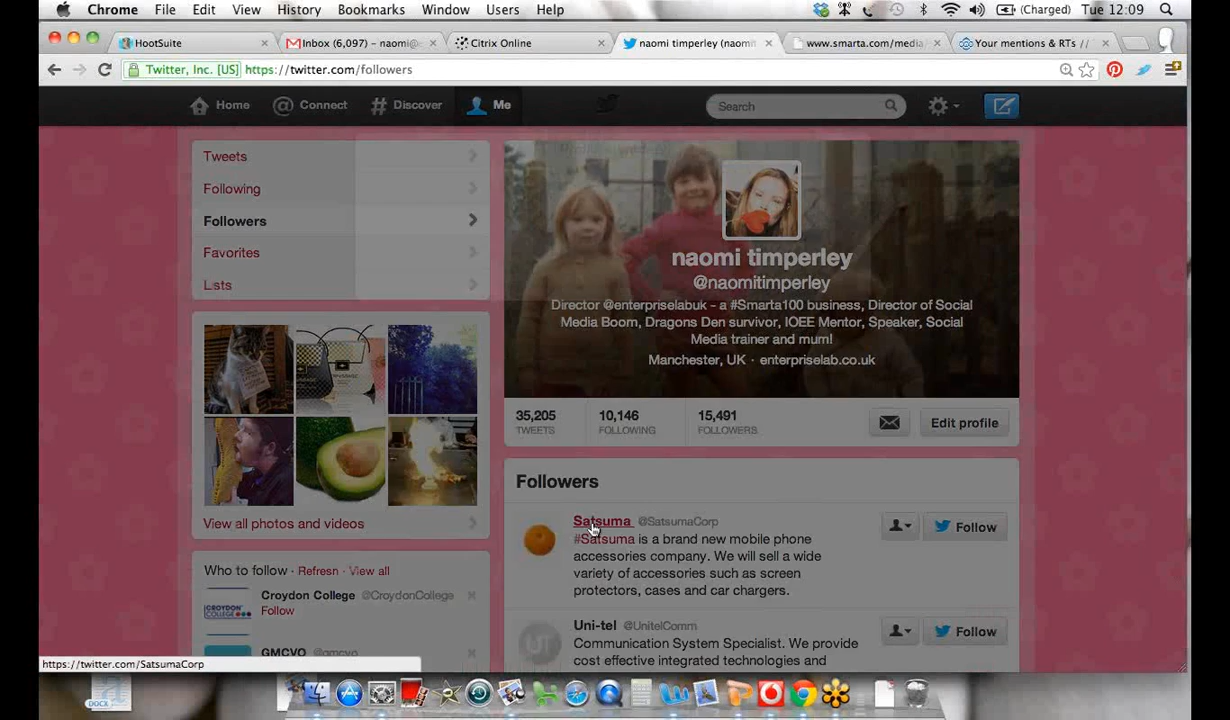 Chrome File Edit View History Bookmarks Window Users Help (Charged) Tue 12:09
HootSuite Inbox (6,097) – naomi@ Citrix Online naomi timperley (naomi www.smarta.com/media Your mentions & RTs //
Twitter, Inc. [US] https://twitter.com/followers
Home Connect Discover Me Search
Tweets
Following
Followers
Favorites
Lists
naomi timperley
@naomitimperley
Director @enterpriselabuk - a #Smarta100 business, Director of Social
Media Boom, Dragons Den survivor, IOEE Mentor, Speaker, Social
Media trainer and mum!
Manchester, UK · enterpriselab.co.uk
35,205 10,146 15,491
TWEETS FOLLOWING FOLLOWERS
Edit profile
View all photos and videos
Followers
Satsuma @SatsumaCorp
#Satsuma is a brand new mobile phone
accessories company. We will sell a wide
variety of accessories such as screen
protectors, cases and car chargers.
Follow
Uni-tel @UnitelComm
Communication System Specialist. We provide
cost effective integrated technologies and
Follow
Who to follow · Refresh · View all
Croydon College @CroydonCollege
Follow
CROYDON COLLEGE
GMCVO @gmcvo
https://twitter.com/SatsumaCorp
DOCX